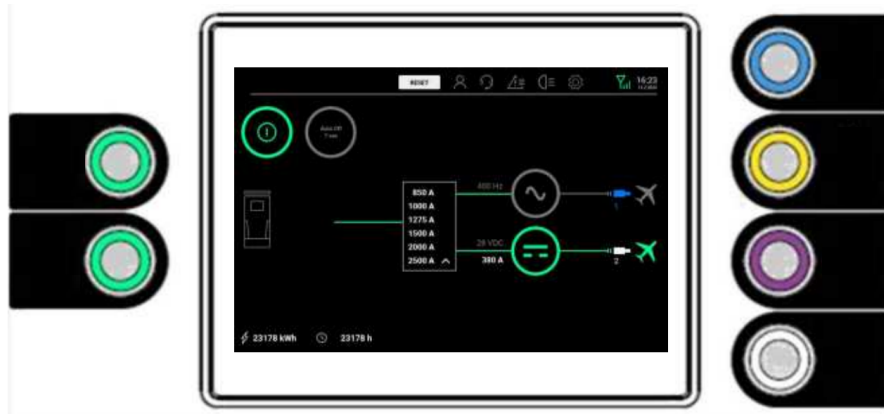 RESET
16:23
Auto Off
850 A
1000 A
1275 A
1500 A
2000 A
2500 A
400 Hz
1
28 VDC
380 A
2
23178 kWh
23178 h